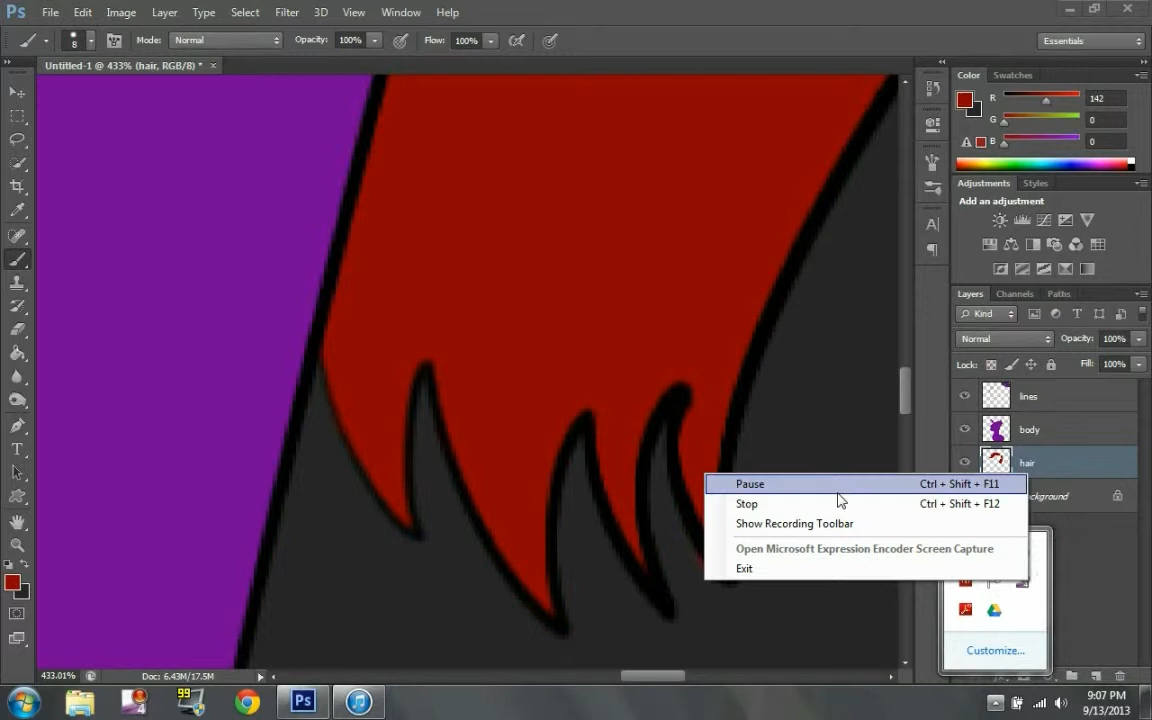 Ps File Edit Image Layer Type Select Filter 3D View Window Help
8 Mode: Normal Opacity: 100% Flow: 100% Essentials
Untitled-1 @ 433% (hair, RGB/8) * ×
Color Swatches
R 142
G 0
B 0
Adjustments Styles
Add an adjustment
Layers Channels Paths
Kind
Normal Opacity: 100%
Lock: Fill: 100%
lines
body
hair
Pause Ctrl + Shift + F11
Stop Ctrl + Shift + F12
Show Recording Toolbar
Open Microsoft Expression Encoder Screen Capture
Exit
Customize...
433.01% Doc: 6.43M/17.5M
99
Ps
9:07 PM
9/13/2013